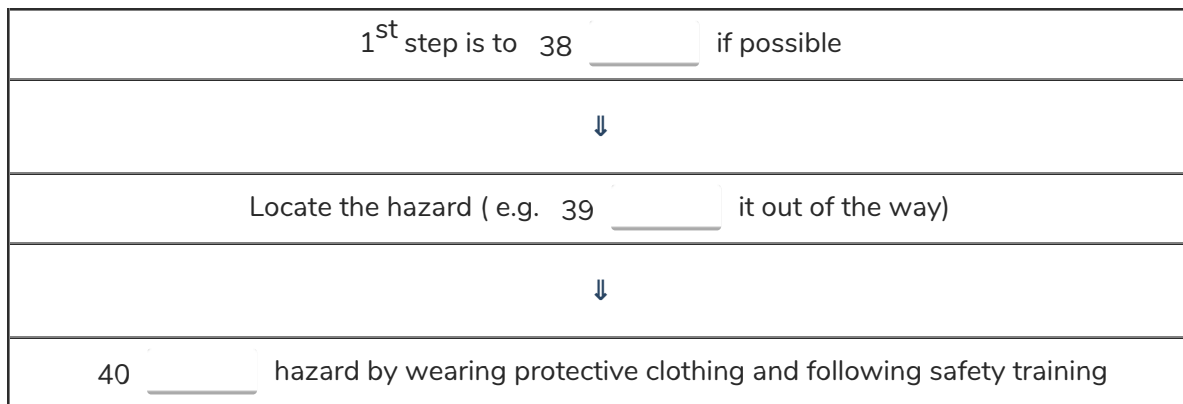 1st step is to 38 if possible
⇓
Locate the hazard ( e.g. 39 it out of the way)
⇓
40 hazard by wearing protective clothing and following safety training